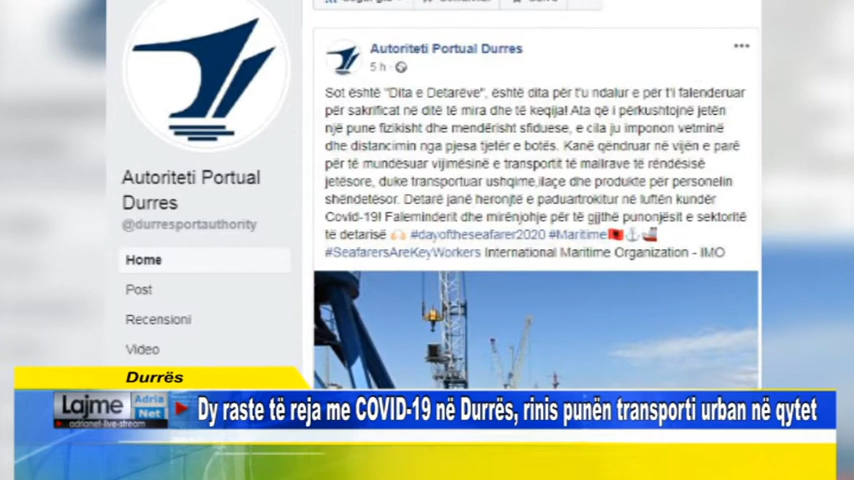 Autoriteti Portual Durres
5 h
Sot është "Dita e Detarëve", është dita për t'u ndalur e për t'i falenderuar
për sakrificat në ditë të mira dhe të keqija! Ata që i përkushtojnë jetën
një pune fizikisht dhe mendërisht sfiduese, e cila ju imponon vetminë
dhe distancimin nga pjesa tjetër e botës. Kanë qëndruar në vijën e parë
për të mundësuar vijimësinë e transportit të mallrave të rëndësisë
jetësore, duke transportuar ushqime,ilaçe dhe produkte për personelin
shëndetësor. Detarë janë heronjtë e paduartrokitur në luftën kundër
Covid-19! Faleminderit dhe mirënjohje për të gjithë punonjësit e sektoritë
të detarisë 🙌🏻 #dayoftheseafarer2020 #Maritime🇦🇱⚓🚢
#SeafarersAreKeyWorkers International Maritime Organization - IMO
Autoriteti Portual
Durres
@durresportauthority
Home
Post
Recensioni
Video
Durrës
Lajme Adria Net
adrianet-live-stream
Dy raste të reja me COVID-19 në Durrës, rinis punën transporti urban në qytet